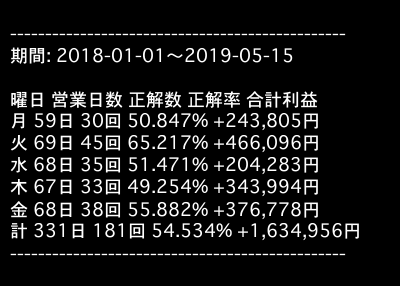 ------------------------------------------------
期間: 2018-01-01〜2019-05-15
曜日 営業日数 正解数 正解率 合計利益
月 59日 30回 50.847% +243,805円
火 69日 45回 65.217% +466,096円
水 68日 35回 51.471% +204,283円
木 67日 33回 49.254% +343,994円
金 68日 38回 55.882% +376,778円
計 331日 181回 54.534% +1,634,956円
------------------------------------------------